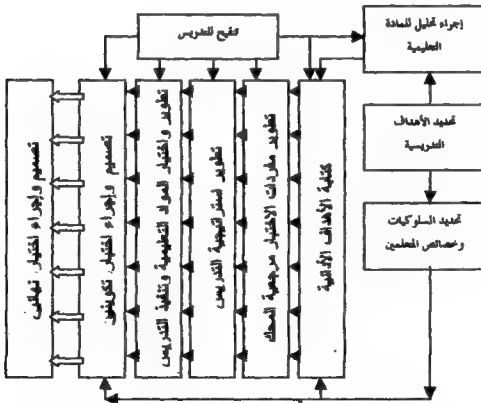 إجراء تحليل للمادة
التعليمية
تنقيح للتدريس
تحديد الأهداف
التدريسية
تحديد السلوكيات
وخصائص المتعلمين
كتابة الأهداف الأدائية
تطوير مفردات الاختبار مرجعية المحك
تطوير استراتيجية التدريس
تطوير واختيار المواد التعليمية وتنفيذ التدريس
تصميم وإجراء اختبار تكويني
تصميم وإجراء اختبار نهائي